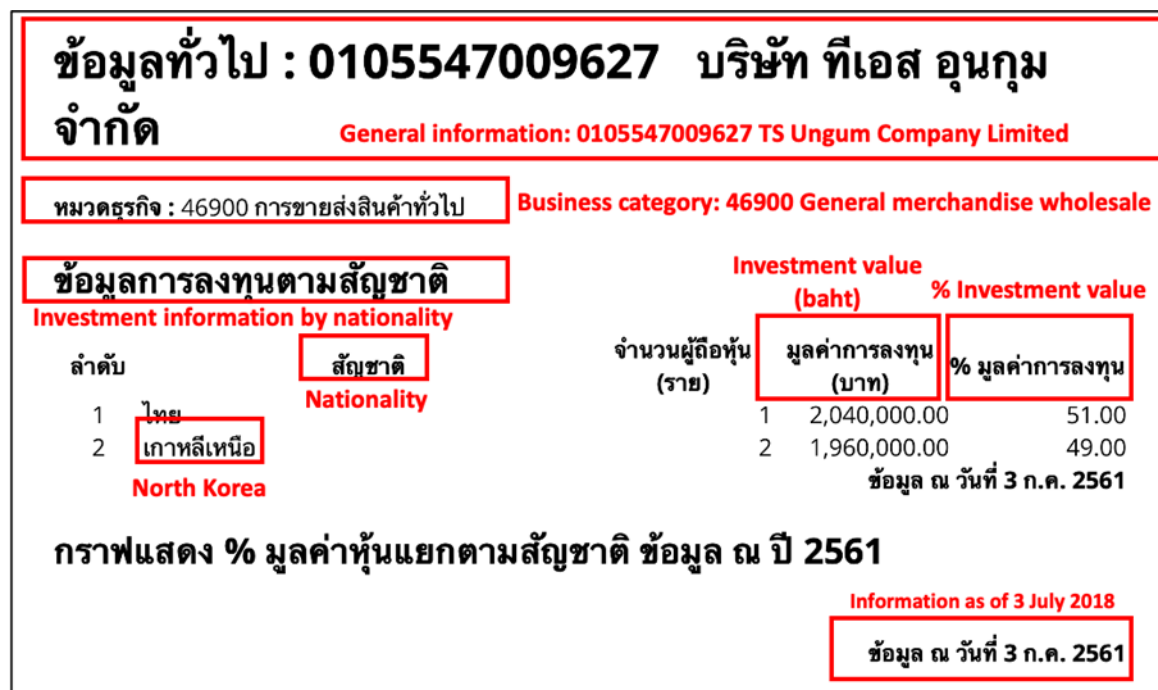 ข้อมูลทั่วไป : 0105547009627 บริษัท ทีเอส อุนกุม
จำกัด
General information: 0105547009627 TS Ungum Company Limited
หมวดธุรกิจ : 46900 การขายส่งสินค้าทั่วไป
Business category: 46900 General merchandise wholesale
ข้อมูลการลงทุนตามสัญชาติ
Investment information by nationality
Investment value
(baht)
% Investment value
ลำดับ
สัญชาติ
Nationality
จำนวนผู้ถือหุ้น
(ราย)
มูลค่าการลงทุน
(บาท)
% มูลค่าการลงทุน
1 ไทย 1 2,040,000.00 51.00
2 เกาหลีเหนือ 2 1,960,000.00 49.00
North Korea
ข้อมูล ณ วันที่ 3 ก.ค. 2561
กราฟแสดง % มูลค่าหุ้นแยกตามสัญชาติ ข้อมูล ณ ปี 2561
Information as of 3 July 2018
ข้อมูล ณ วันที่ 3 ก.ค. 2561